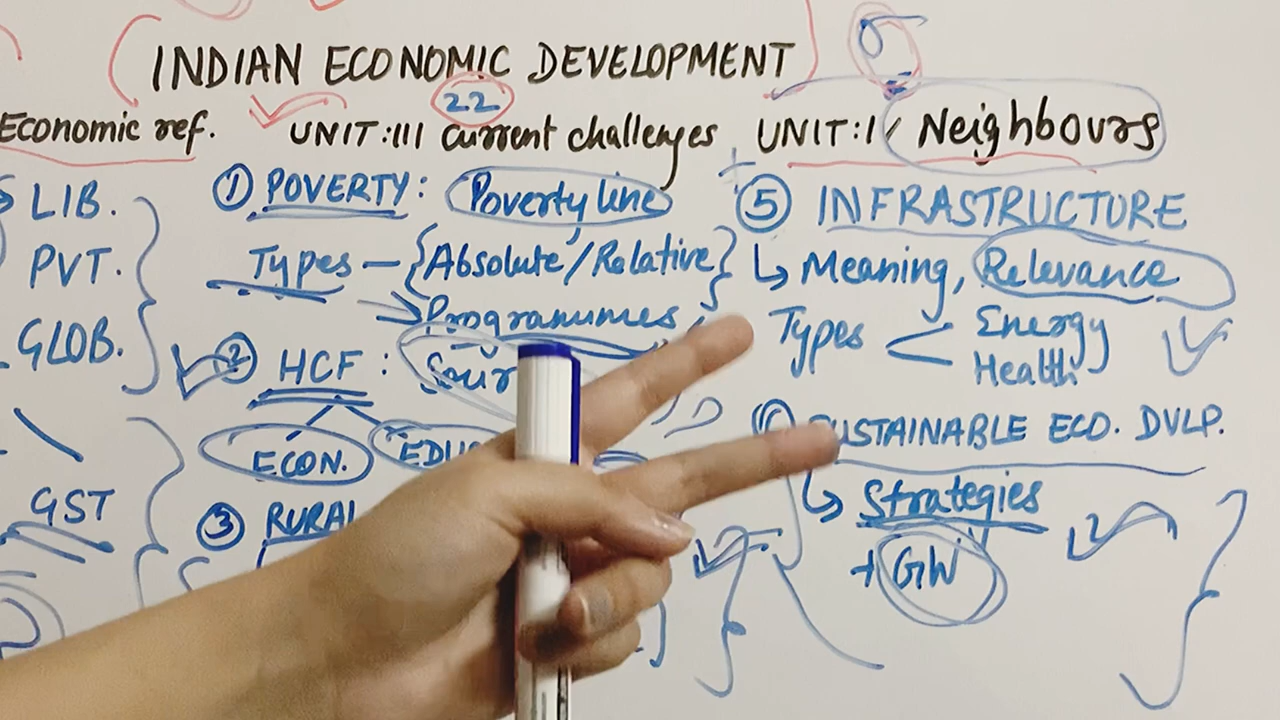 INDIAN ECONOMIC DEVELOPMENT
22
Economic ref.
LIB.
PVT.
GLOB.
GST
UNIT:III Current challenges
① POVERTY: Poverty line
Types — {Absolute/Relative}
Programmes
② HCF :
ECON.
③ RURAL
UNIT:IV Neighbours
⑤ INFRASTRUCTURE
Meaning, Relevance
Types < Energy
Health
SUSTAINABLE ECO. DVLP.
Strategies
+ GW